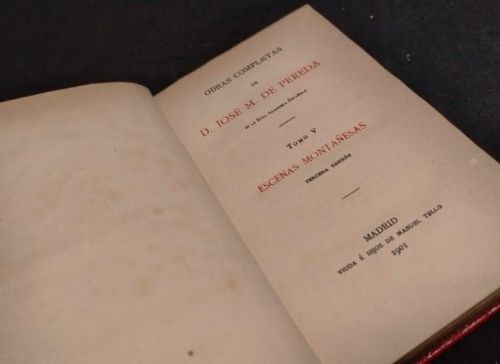 OBRAS COMPLETAS
DE
D. JOSE M. DE PEREDA
DE LA REAL ACADEMIA ESPAÑOLA
TOMO V
ESCENAS MONTAÑESAS
TERCERA EDICIÓN
MADRID
VIUDA É HIJOS DE MANUEL TELLO
1901